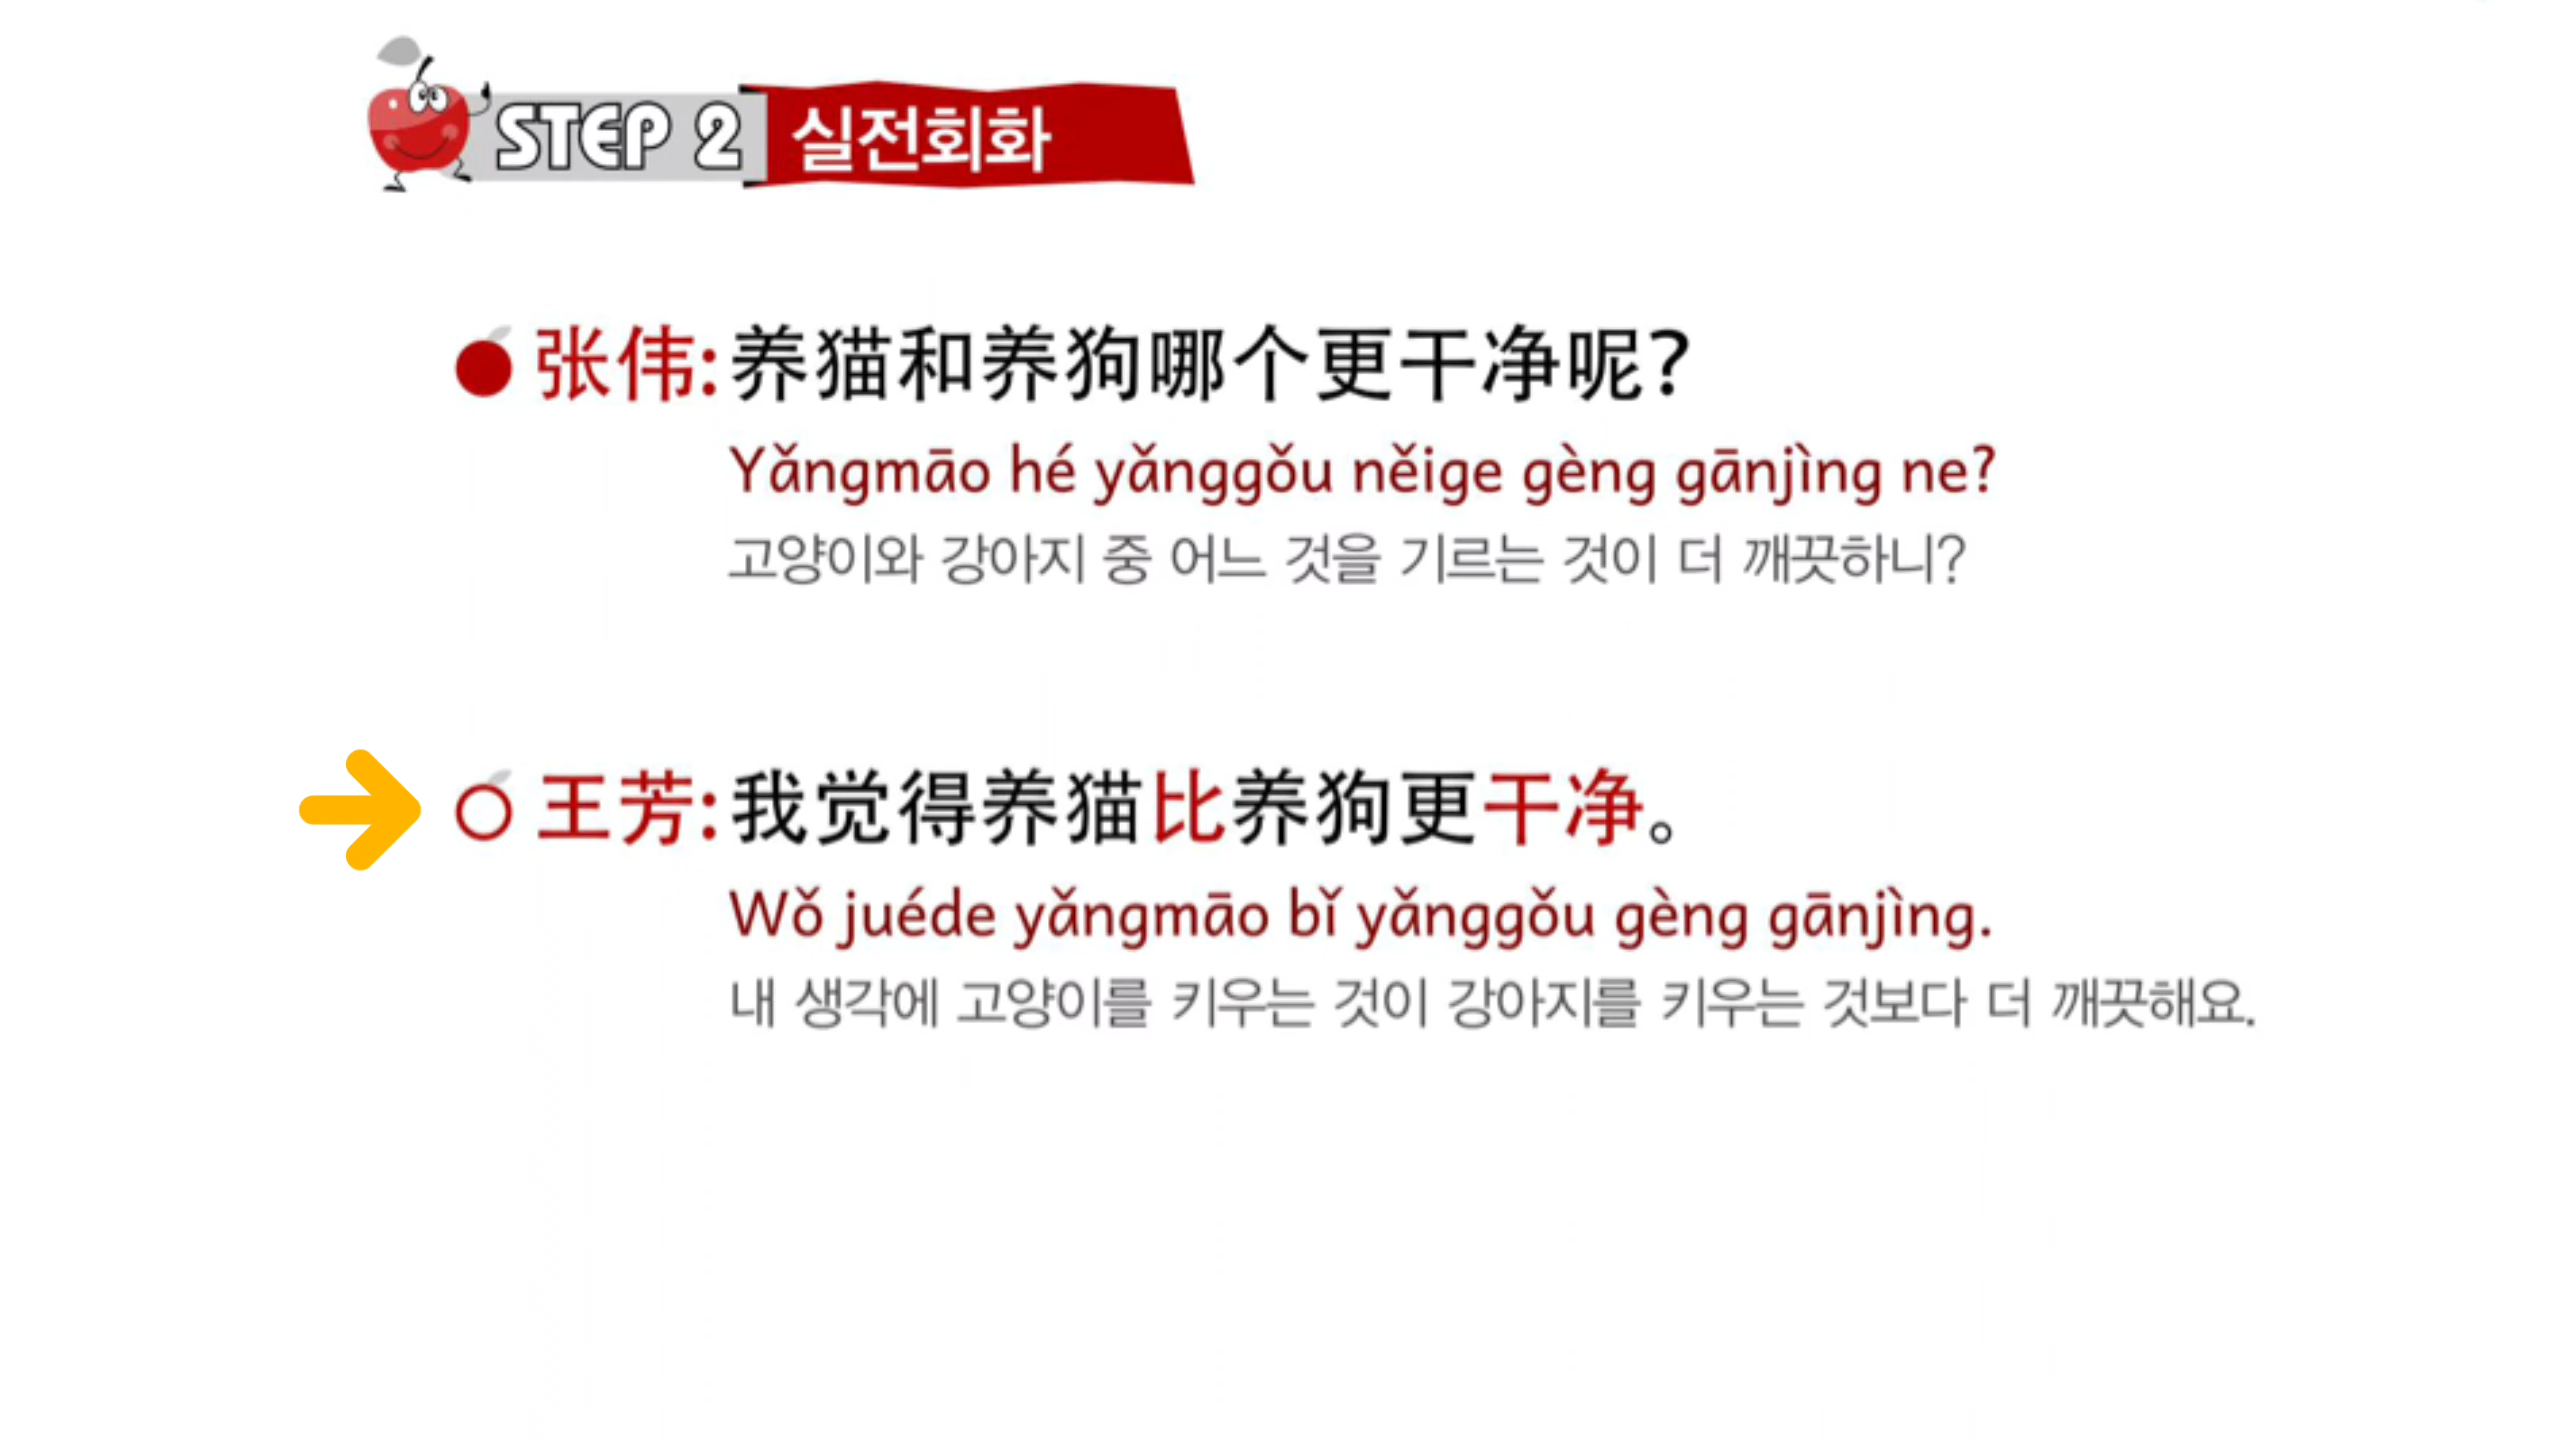 STEP 2 실전회화
张伟:养猫和养狗哪个更干净呢?
Yǎngmāo hé yǎnggǒu něige gèng gānjìng ne?
고양이와 강아지 중 어느 것을 기르는 것이 더 깨끗하니?
王芳:我觉得养猫比养狗更干净。
Wǒ juéde yǎngmāo bǐ yǎnggǒu gèng gānjìng.
내 생각에 고양이를 키우는 것이 강아지를 키우는 것보다 더 깨끗해요.